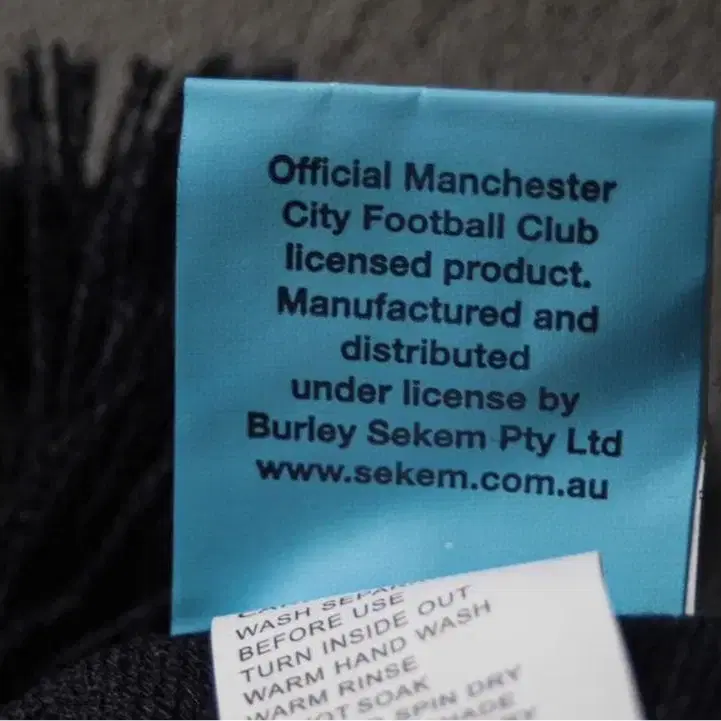 Official Manchester
City Football Club
licensed product.
Manufactured and
distributed
under license by
Burley Sekem Pty Ltd
www.sekem.com.au
WASH
BEFORE USE
TURN INSIDE OUT
WARM HAND WASH
WARM RINSE
SOAK
SPIN DRY